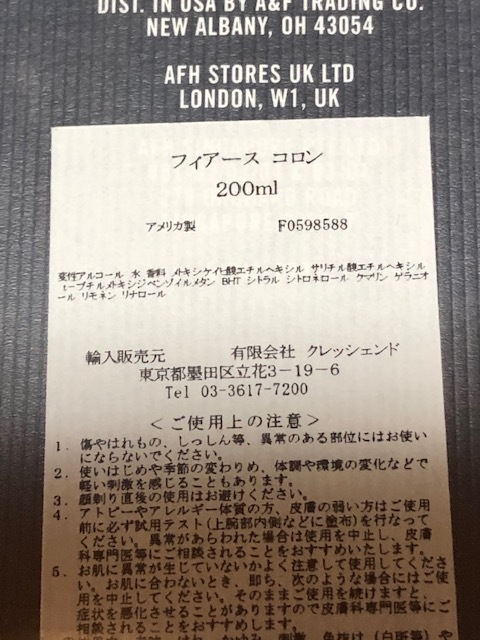 DIST. IN USA BY A&F TRADING CO.
NEW ALBANY, OH 43054
AFH STORES UK LTD
LONDON, W1, UK
フィアース コロン
200ml
アメリカ製 F0598588
変性アルコール 水 香料 メトキシケイヒ酸エチルヘキシル サリチル酸エチルヘキシル
t-ブチルメトキシジベンゾイルメタン BHT シトラル シトロネロール クマリン ゲラニオ
ール リモネン リナロール
輸入販売元 有限会社 クレッシェンド
東京都墨田区立花3-19-6
Tel 03-3617-7200
<ご使用上の注意>
1. 傷やはれもの、しっしん等、異常のある部位にはお使い
にならないでください。
2. 使いはじめや季節の変わりめ、体調や環境の変化などで
軽い刺激を感じることもあります。
3. 顔剃り直後の使用はお避けください。
4. アトピーやアレルギー体質の方、皮膚の弱い方はご使用
前に必ず試用テスト(上腕部内側などに塗布)を行なって
ください。異常があらわれた場合は使用を中止し、皮膚
科専門医等にご相談されることをおすすめいたします。
5. お肌に異常が生じていないかよく注意して使用してくだ
さい。お肌に合わないとき、即ち、次のような場合にはご使
用を中止してください。そのままご使用を続けますと、
症状を悪化させることがありますので皮膚科専門医等にご
相談されることをおすすめします。